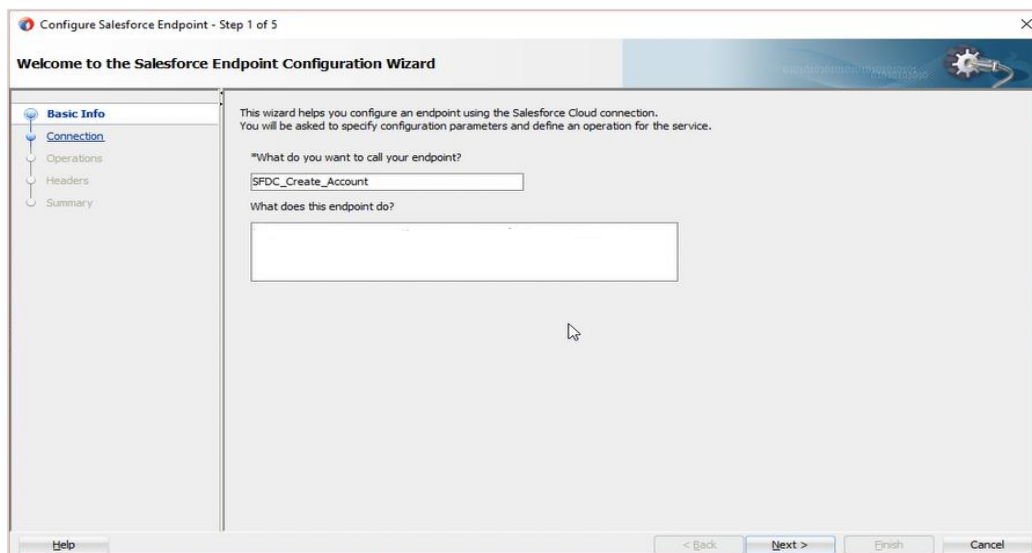 Configure Salesforce Endpoint - Step 1 of 5
Welcome to the Salesforce Endpoint Configuration Wizard
Basic Info
Connection
Operations
Headers
Summary
This wizard helps you configure an endpoint using the Salesforce Cloud connection.
You will be asked to specify configuration parameters and define an operation for the service.
*What do you want to call your endpoint?
SFDC_Create_Account
What does this endpoint do?
Help
< Back
Next >
Finish
Cancel